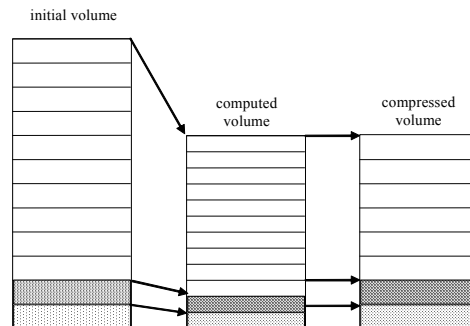 initial volume
computed
volume
compressed
volume